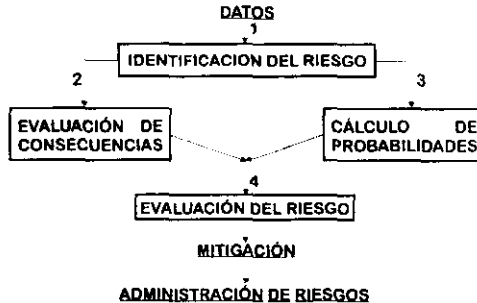 DATOS
1
IDENTIFICACION DEL RIESGO
2
3
EVALUACIÓN DE
CONSECUENCIAS
CÁLCULO DE
PROBABILIDADES
4
EVALUACIÓN DEL RIESGO
MITIGACIÓN
ADMINISTRACIÓN DE RIESGOS